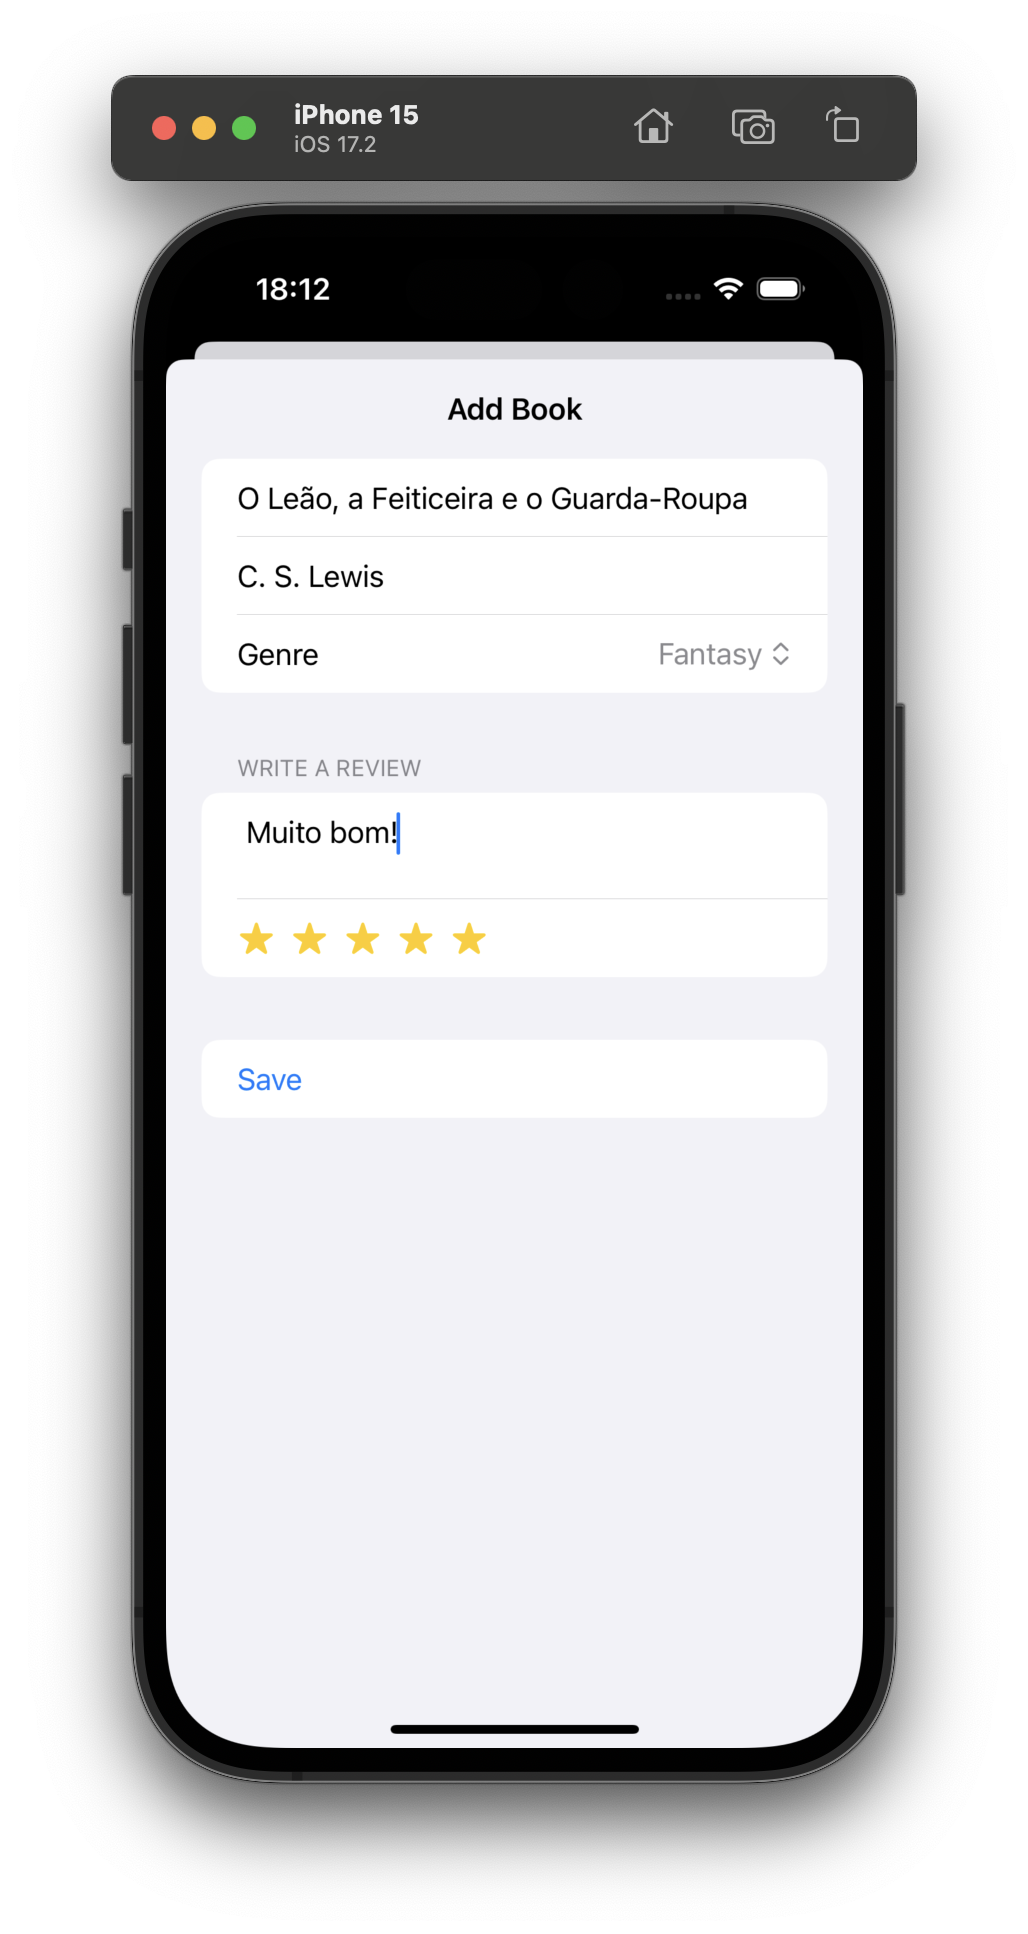 iPhone 15
iOS 17.2
18:12
Add Book
O Leão, a Feiticeira e o Guarda-Roupa
C. S. Lewis
Genre Fantasy
WRITE A REVIEW
Muito bom!
Save